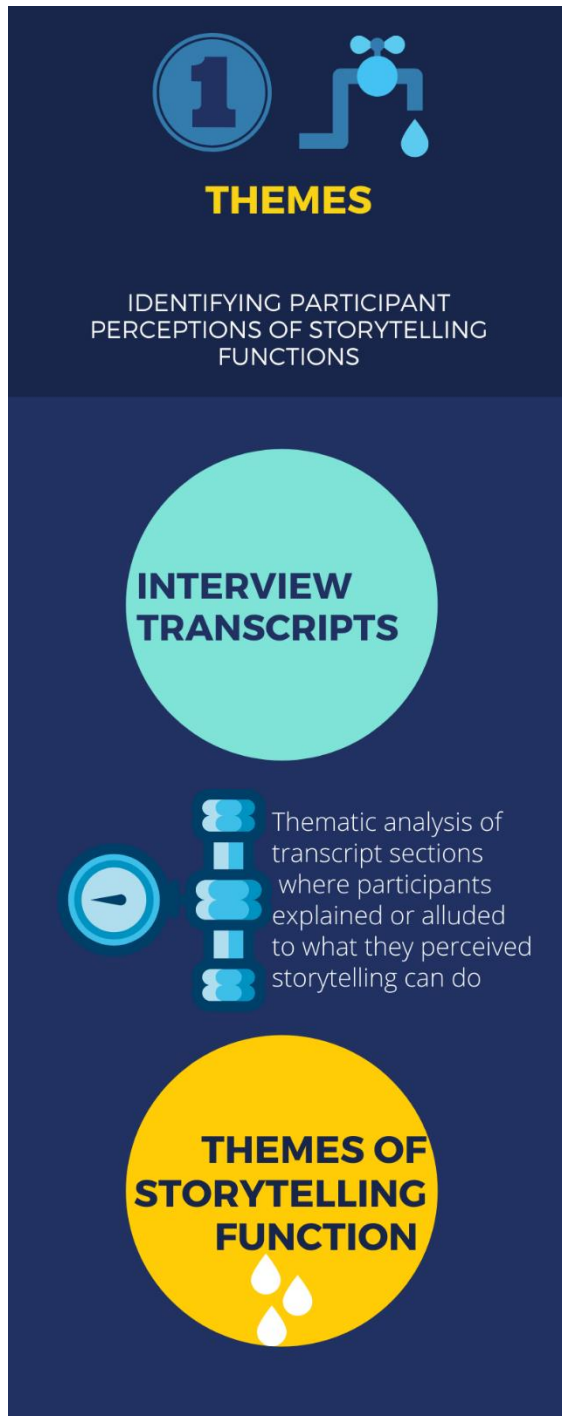 1
THEMES
IDENTIFYING PARTICIPANT
PERCEPTIONS OF STORYTELLING
FUNCTIONS
INTERVIEW
TRANSCRIPTS
Thematic analysis of
transcript sections
where participants
explained or alluded
to what they perceived
storytelling can do
THEMES OF
STORYTELLING
FUNCTION